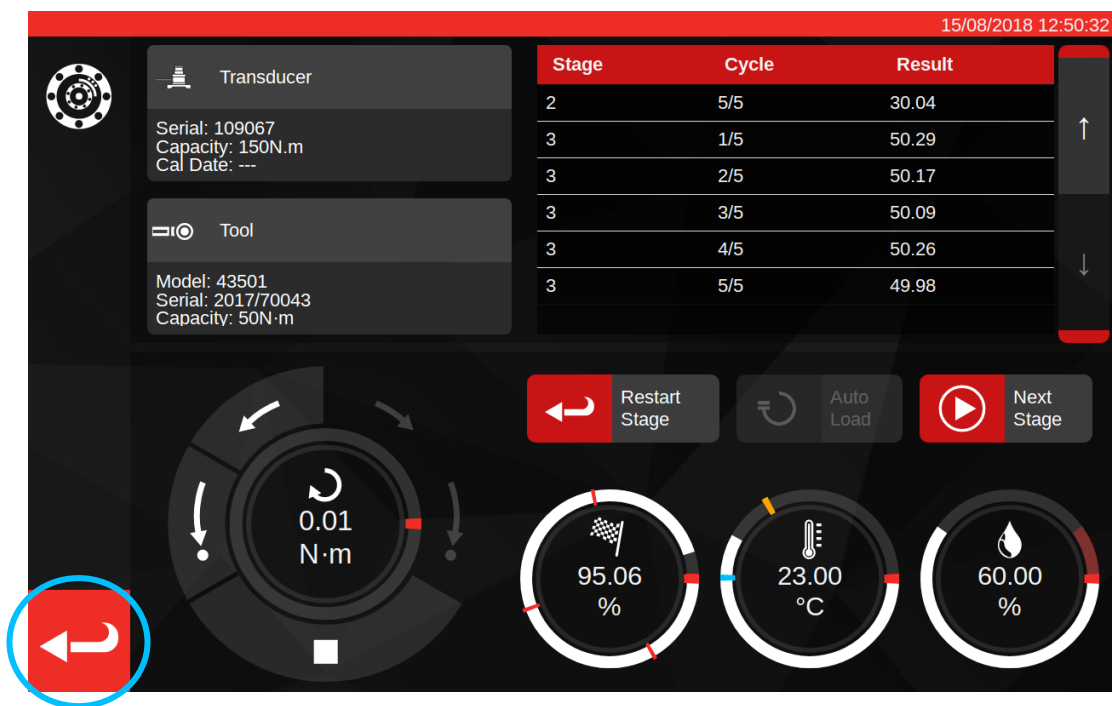 15/08/2018 12:50:32
Transducer
Serial: 109067
Capacity: 150N.m
Cal Date: ---
Tool
Model: 43501
Serial: 2017/70043
Capacity: 50N·m
Stage Cycle Result
2 5/5 30.04
3 1/5 50.29
3 2/5 50.17
3 3/5 50.09
3 4/5 50.26
3 5/5 49.98
Restart
Stage
Auto
Load
Next
Stage
0.01
N·m
95.06
%
23.00
°C
60.00
%